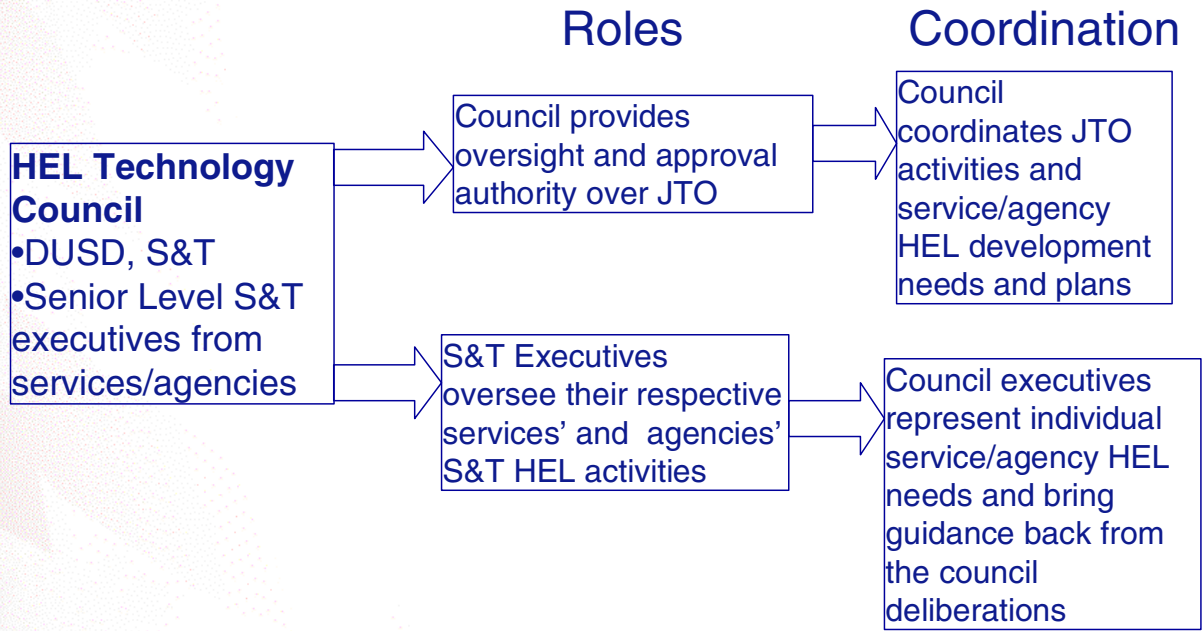 Roles
Coordination
HEL Technology
Council
•DUSD, S&T
•Senior Level S&T
executives from
services/agencies
Council provides
oversight and approval
authority over JTO
Council
coordinates JTO
activities and
service/agency
HEL development
needs and plans
S&T Executives
oversee their respective
services’ and agencies’
S&T HEL activities
Council executives
represent individual
service/agency HEL
needs and bring
guidance back from
the council
deliberations